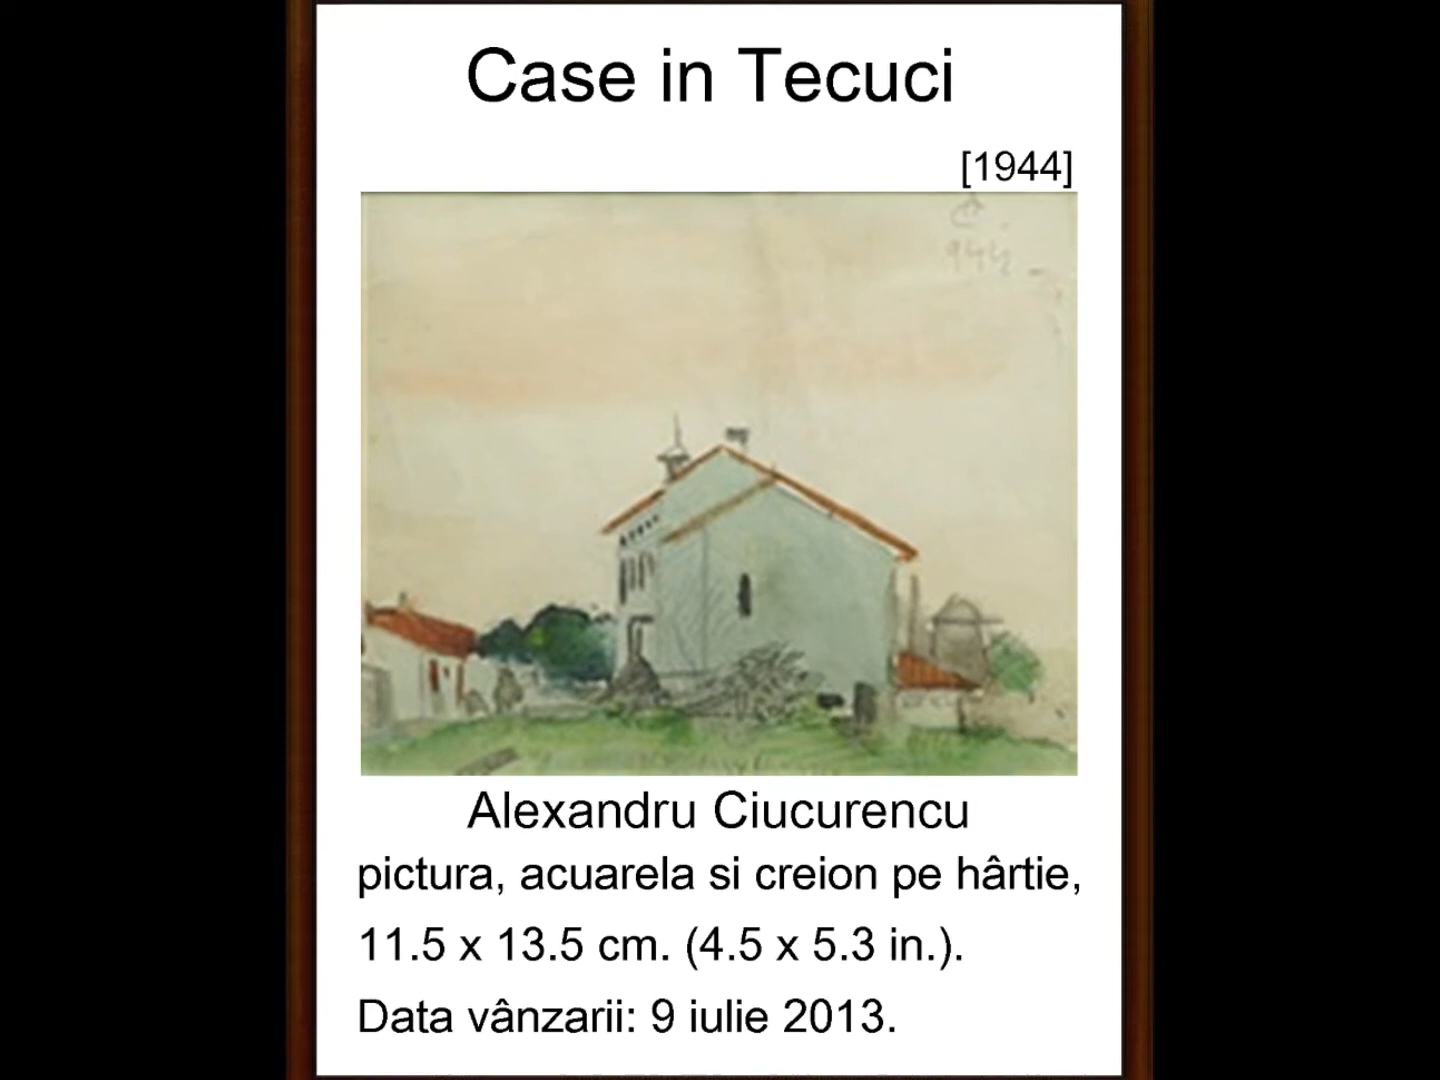 Case in Tecuci
[1944]
944
Alexandru Ciucurencu
pictura, acuarela si creion pe hârtie,
11.5 x 13.5 cm. (4.5 x 5.3 in.).
Data vânzarii: 9 iulie 2013.